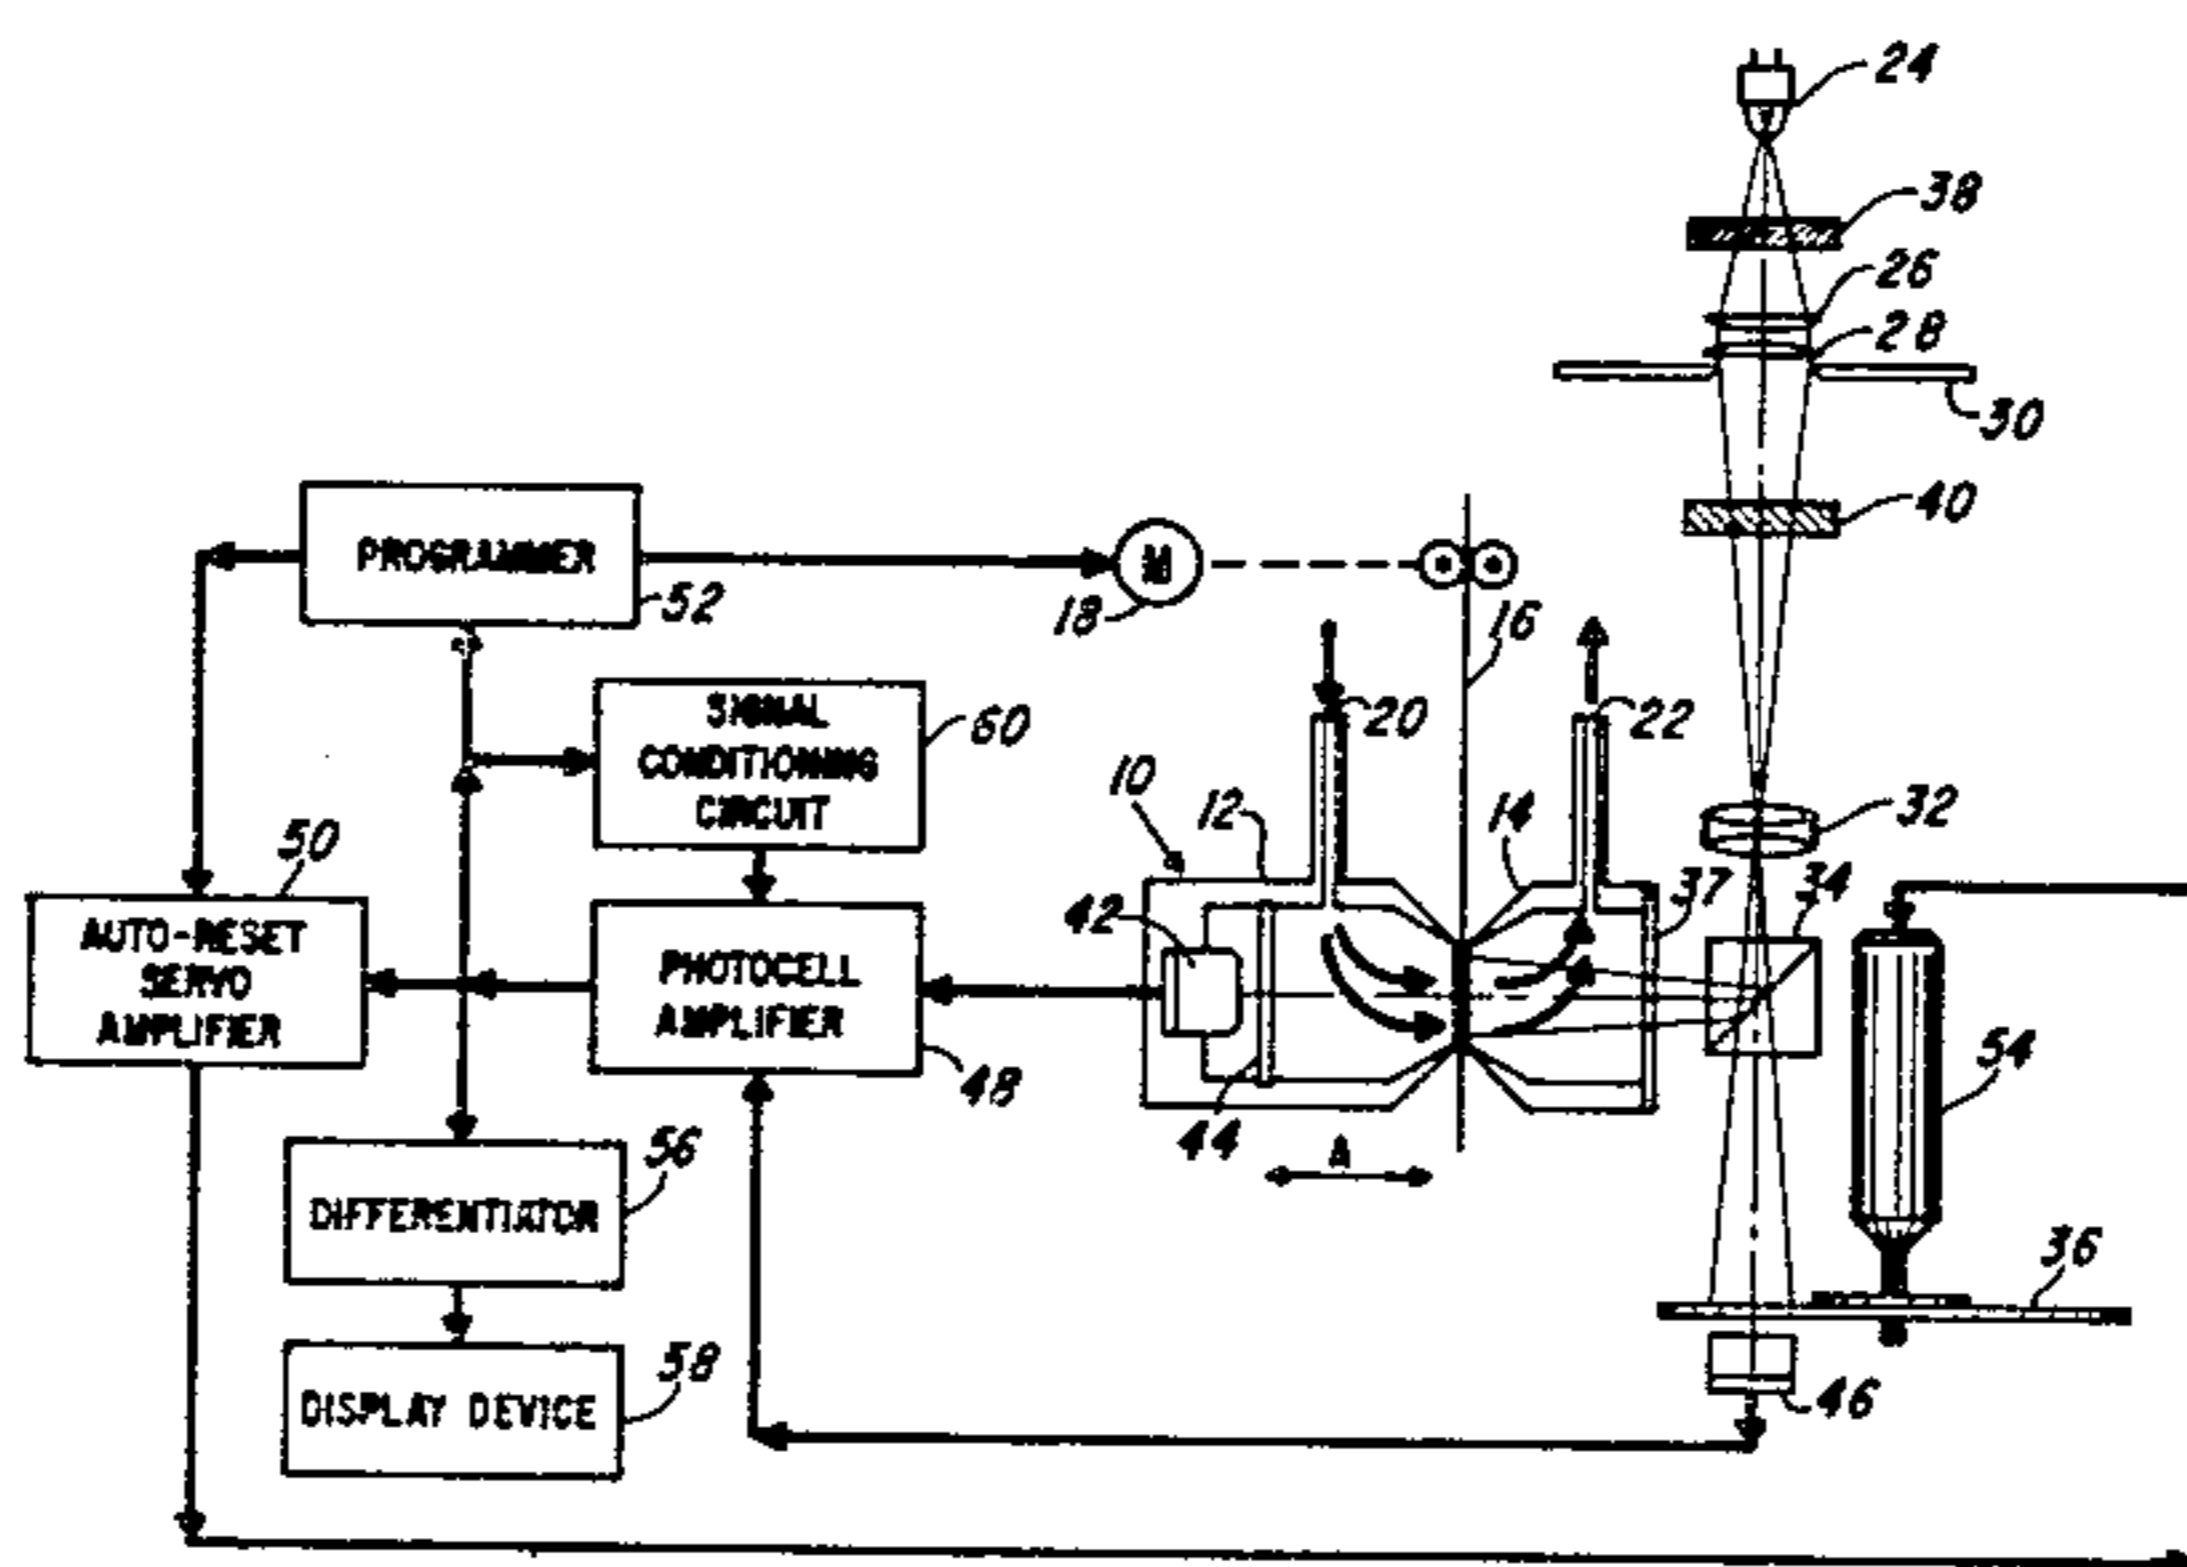 24
38
26
28
30
40
PROGRAMMER
52
M
18
16
SIGNAL
CONDITIONING
CIRCUIT
60
20
22
10
12
14
32
50
37
34
AUTO-RESET
SERVO
AMPLIFIER
PHOTOCELL
AMPLIFIER
42
48
44
A
54
56
DIFFERENTIATOR
36
DISPLAY DEVICE
58
46